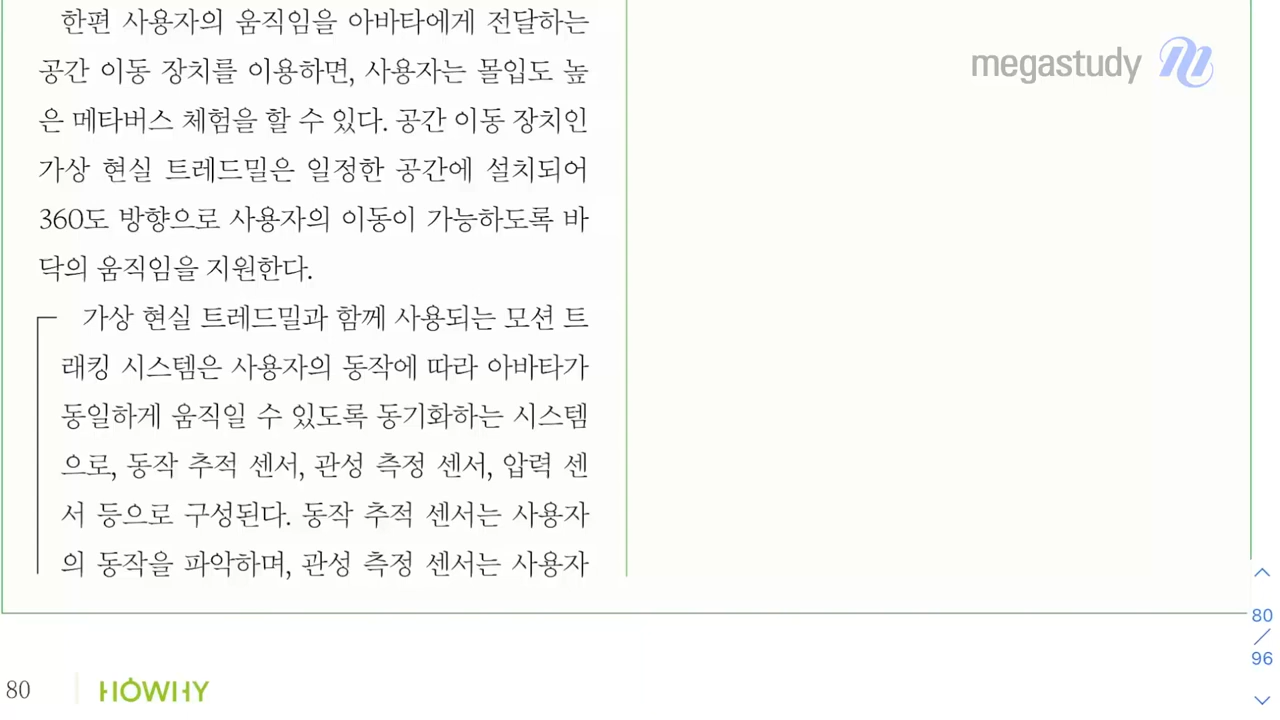 한편 사용자의 움직임을 아바타에게 전달하는
공간 이동 장치를 이용하면, 사용자는 몰입도 높
은 메타버스 체험을 할 수 있다. 공간 이동 장치인
가상 현실 트레드밀은 일정한 공간에 설치되어
360도 방향으로 사용자의 이동이 가능하도록 바
닥의 움직임을 지원한다.
가상 현실 트레드밀과 함께 사용되는 모션 트
래킹 시스템은 사용자의 동작에 따라 아바타가
동일하게 움직일 수 있도록 동기화하는 시스템
으로, 동작 추적 센서, 관성 측정 센서, 압력 센
서 등으로 구성된다. 동작 추적 센서는 사용자
의 동작을 파악하며, 관성 측정 센서는 사용자
megastudy
80
/
96
80
HOWHY